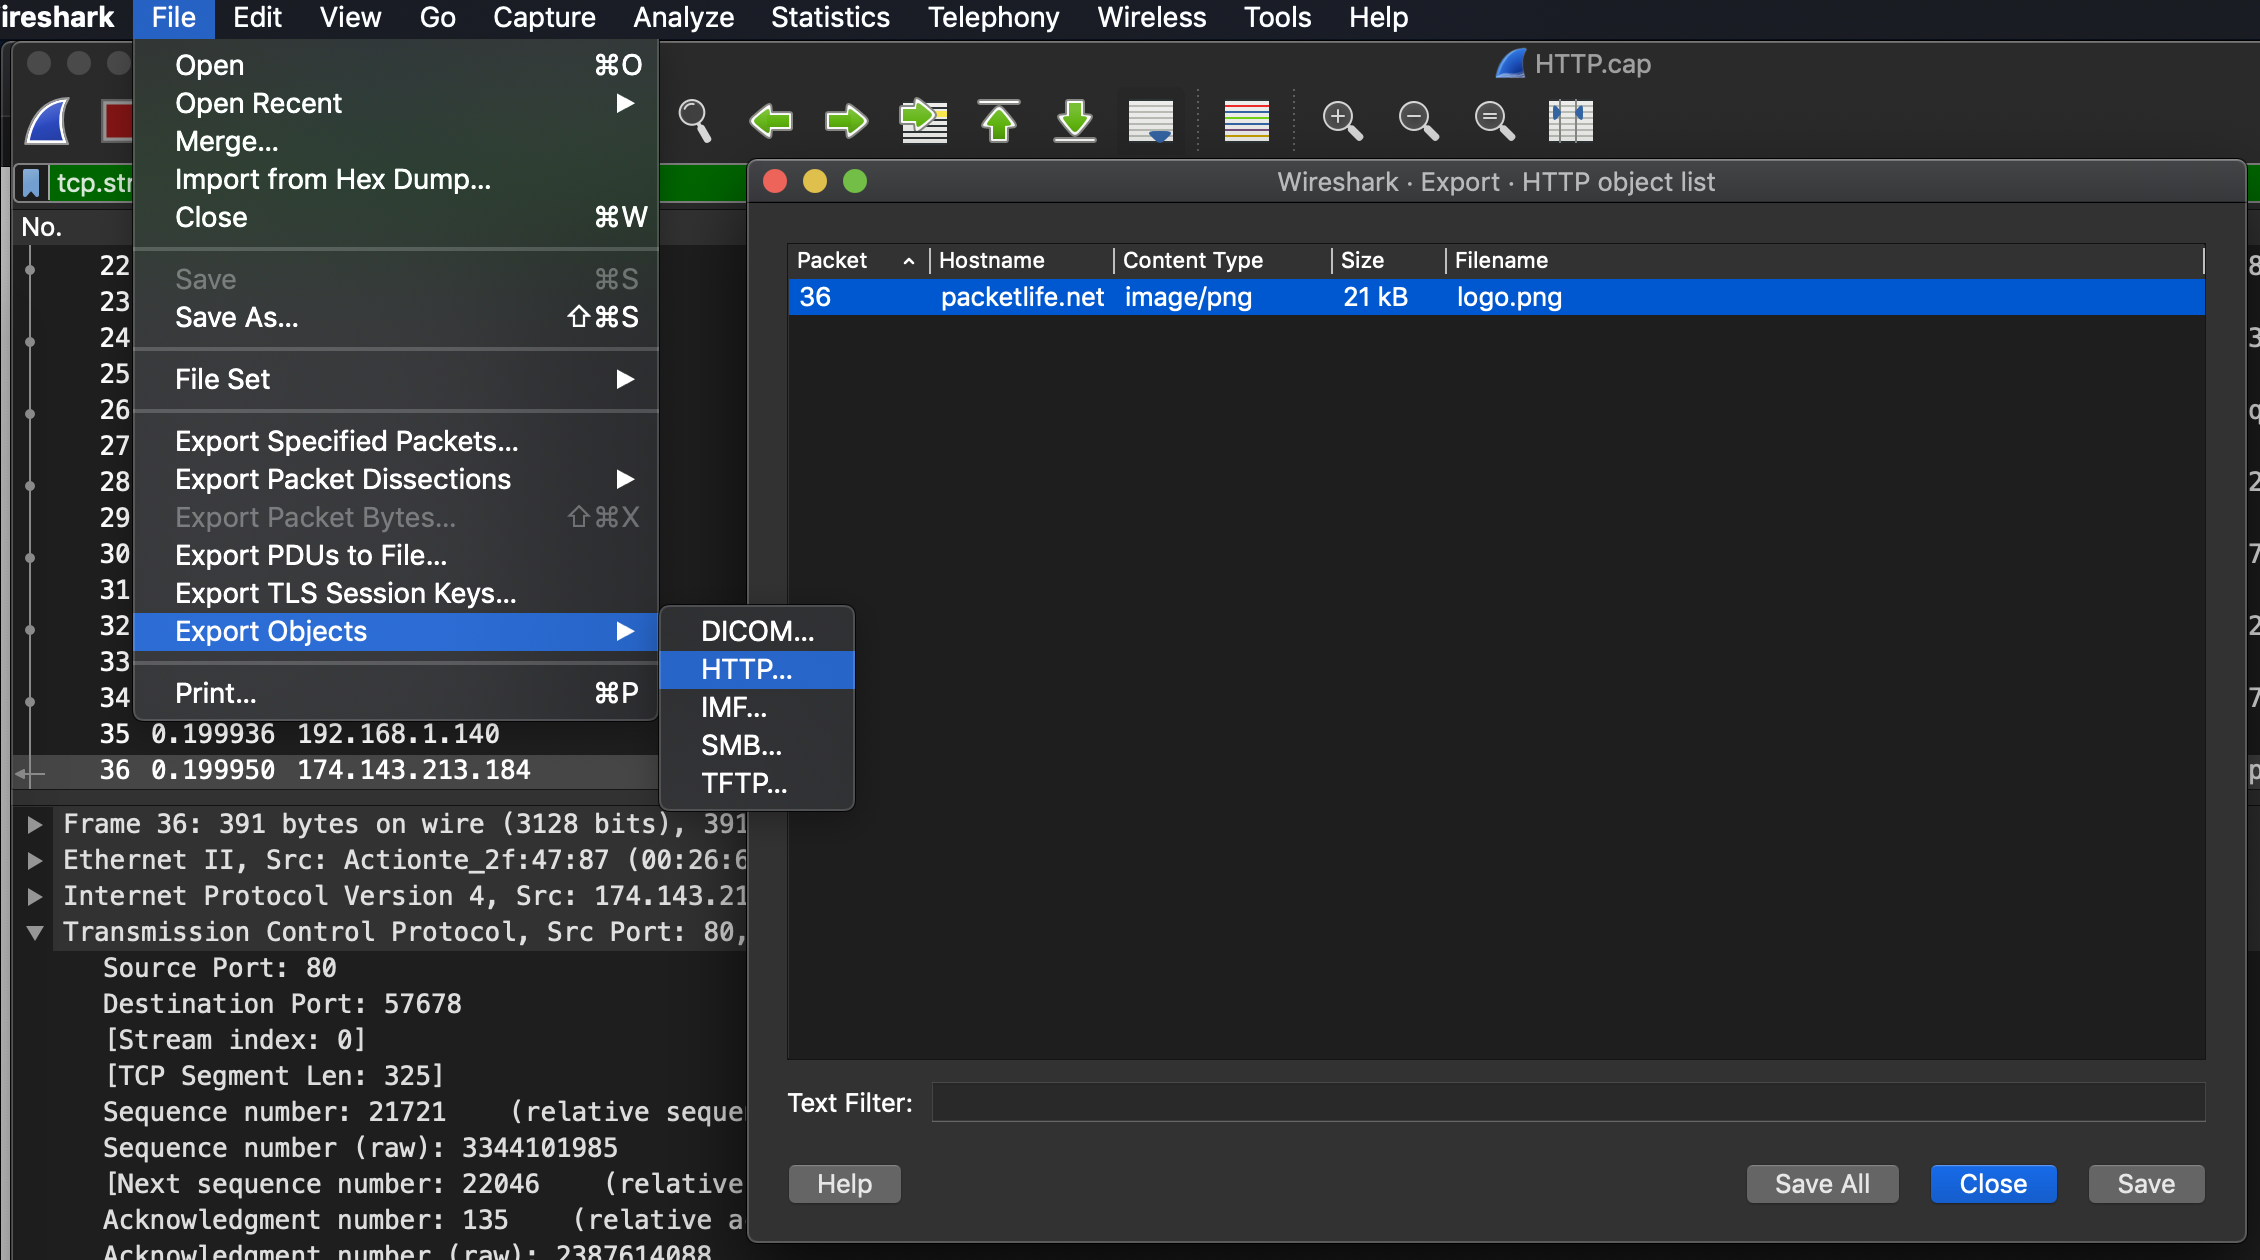 ireshark File Edit View Go Capture Analyze Statistics Telephony Wireless Tools Help
HTTP.cap
Open ⌘O
Open Recent ▶
Merge...
Import from Hex Dump...
Close ⌘W
Save ⌘S
Save As... ⇧⌘S
File Set ▶
Export Specified Packets...
Export Packet Dissections ▶
Export Packet Bytes... ⇧⌘X
Export PDUs to File...
Export TLS Session Keys...
Export Objects ▶
Print... ⌘P
DICOM...
HTTP...
IMF...
SMB...
TFTP...
tcp.str
No.
22
23
24
25
26
27
28
29
30
31
32
33
34
35 0.199936 192.168.1.140
36 0.199950 174.143.213.184
Frame 36: 391 bytes on wire (3128 bits), 391
Ethernet II, Src: Actionte_2f:47:87 (00:26:6
Internet Protocol Version 4, Src: 174.143.21
Transmission Control Protocol, Src Port: 80,
Source Port: 80
Destination Port: 57678
[Stream index: 0]
[TCP Segment Len: 325]
Sequence number: 21721 (relative seque
Sequence number (raw): 3344101985
[Next sequence number: 22046 (relative
Acknowledgment number: 135 (relative a
Acknowledgment number (raw): 2387614088
Wireshark · Export · HTTP object list
Packet Hostname Content Type Size Filename
36 packetlife.net image/png 21 kB logo.png
Text Filter:
Help Save All Close Save